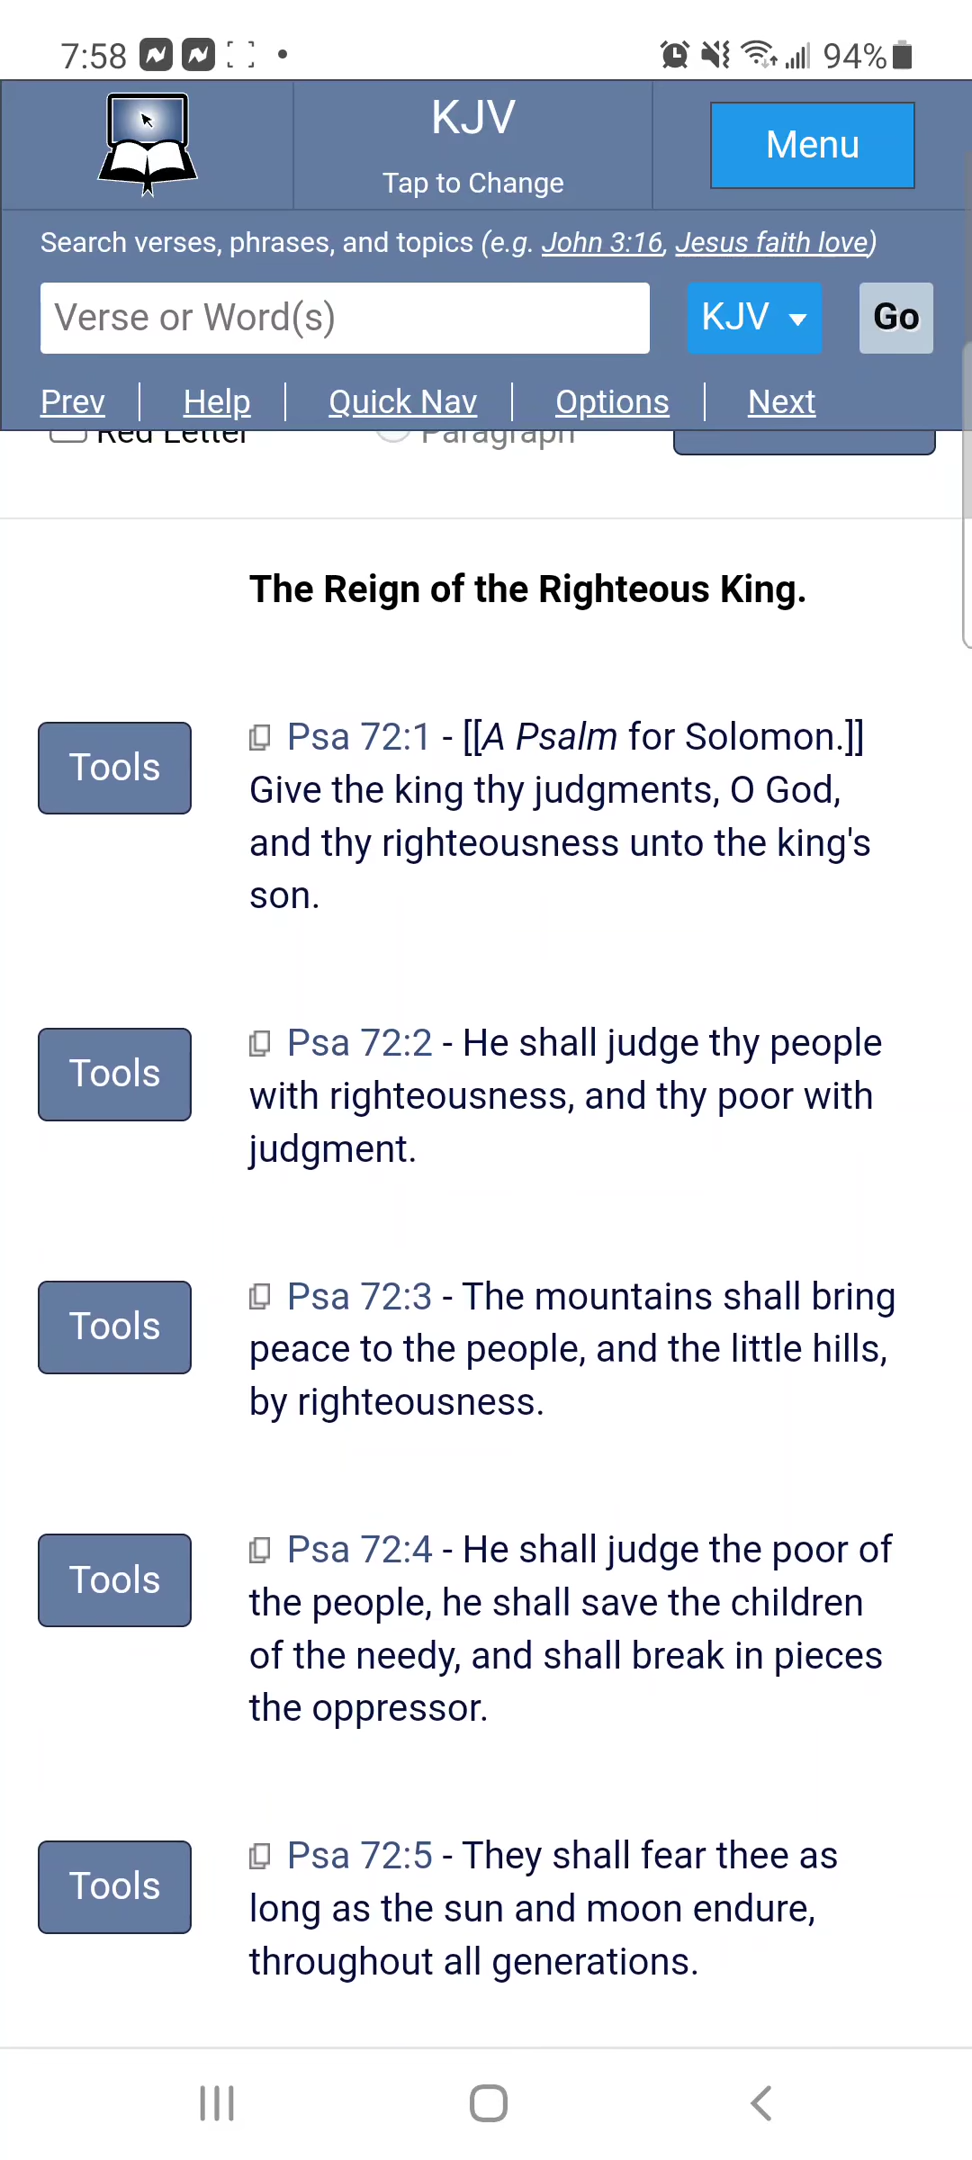 7:58 94%
KJV
Tap to Change
Menu
Search verses, phrases, and topics (e.g. John 3:16, Jesus faith love)
Verse or Word(s) KJV Go
Prev Help Quick Nav Options Next
Red Letter Paragraph
The Reign of the Righteous King.
Tools
Psa 72:1 - [[A Psalm for Solomon.]]
Give the king thy judgments, O God,
and thy righteousness unto the king's
son.
Tools
Psa 72:2 - He shall judge thy people
with righteousness, and thy poor with
judgment.
Tools
Psa 72:3 - The mountains shall bring
peace to the people, and the little hills,
by righteousness.
Tools
Psa 72:4 - He shall judge the poor of
the people, he shall save the children
of the needy, and shall break in pieces
the oppressor.
Tools
Psa 72:5 - They shall fear thee as
long as the sun and moon endure,
throughout all generations.